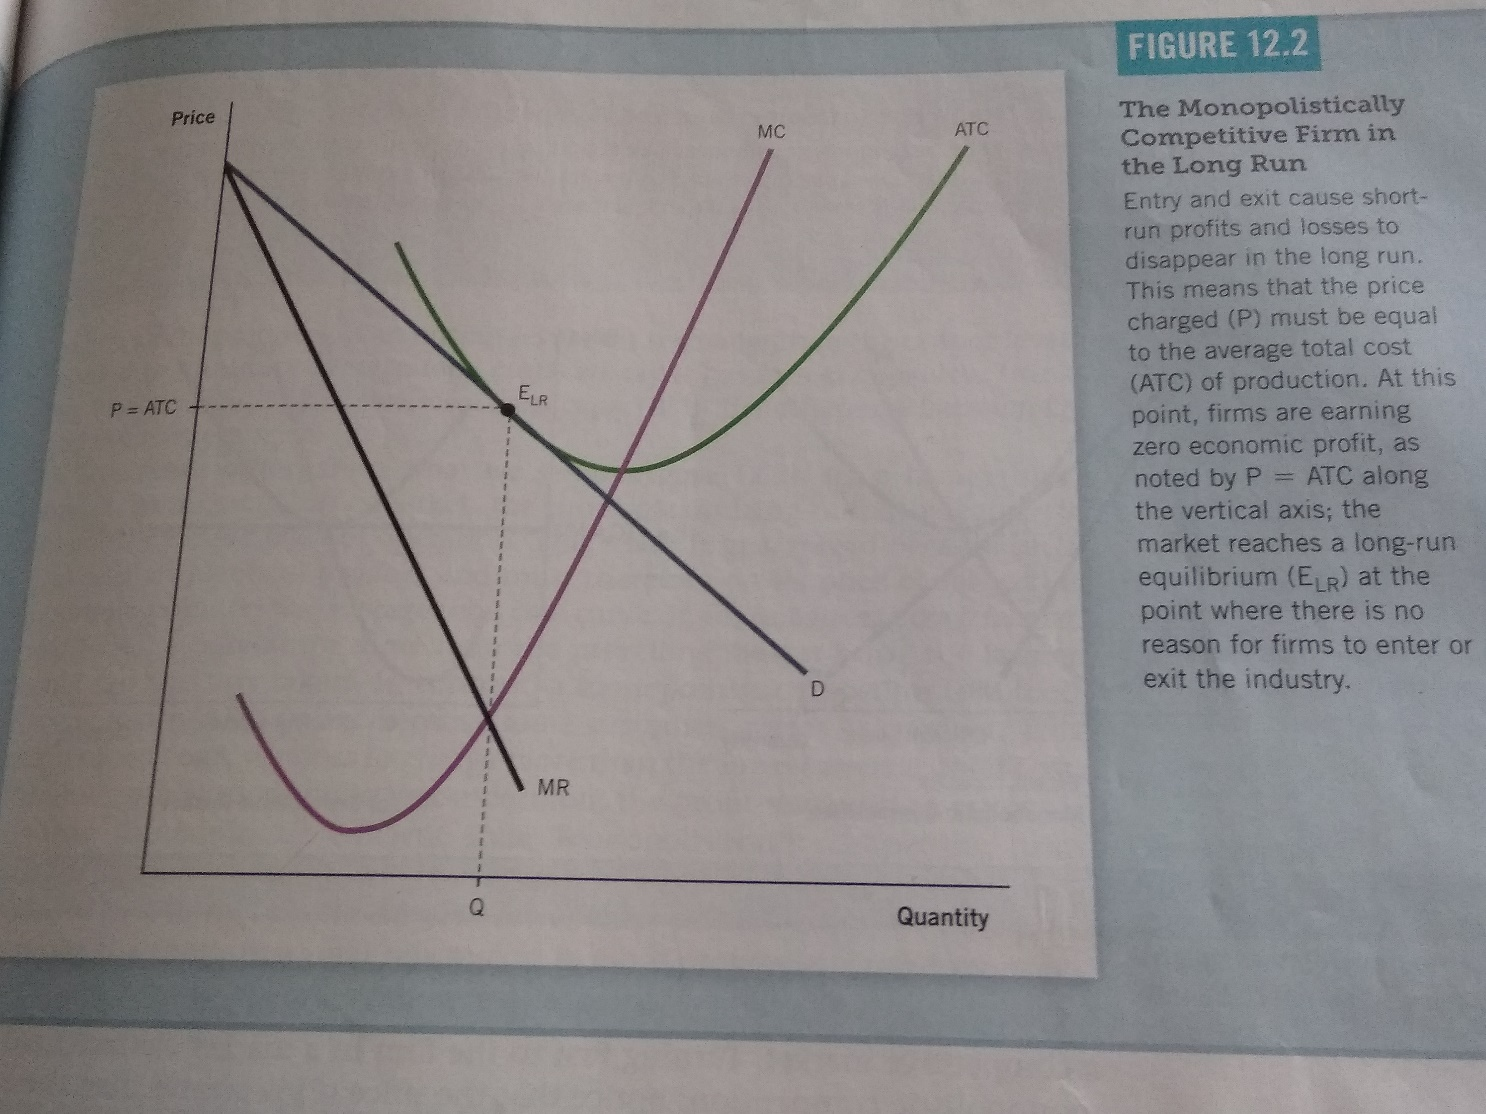 FIGURE 12.2
The Monopolistically
Competitive Firm in
the Long Run
Entry and exit cause short-
run profits and losses to
disappear in the long run.
This means that the price
charged (P) must be equal
to the average total cost
(ATC) of production. At this
point, firms are earning
zero economic profit, as
noted by P = ATC along
the vertical axis; the
market reaches a long-run
equilibrium (ELR) at the
point where there is no
reason for firms to enter or
exit the industry.
Price
MC
ATC
P = ATC
ELR
D
MR
Q
Quantity